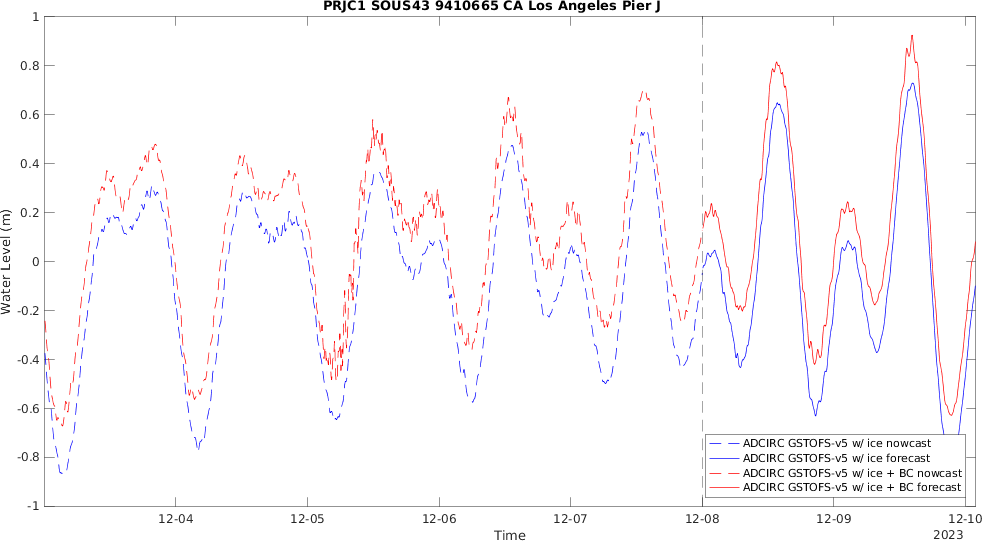 PRJC1 SOUS43 9410665 CA Los Angeles Pier J
Water Level (m)
1
0.8
0.6
0.4
0.2
0
-0.2
-0.4
-0.6
-0.8
-1
ADCIRC GSTOFS-v5 w/ ice nowcast
ADCIRC GSTOFS-v5 w/ ice forecast
ADCIRC GSTOFS-v5 w/ ice + BC nowcast
ADCIRC GSTOFS-v5 w/ ice + BC forecast
12-04 12-05 12-06 12-07 12-08 12-09 12-10
Time
2023